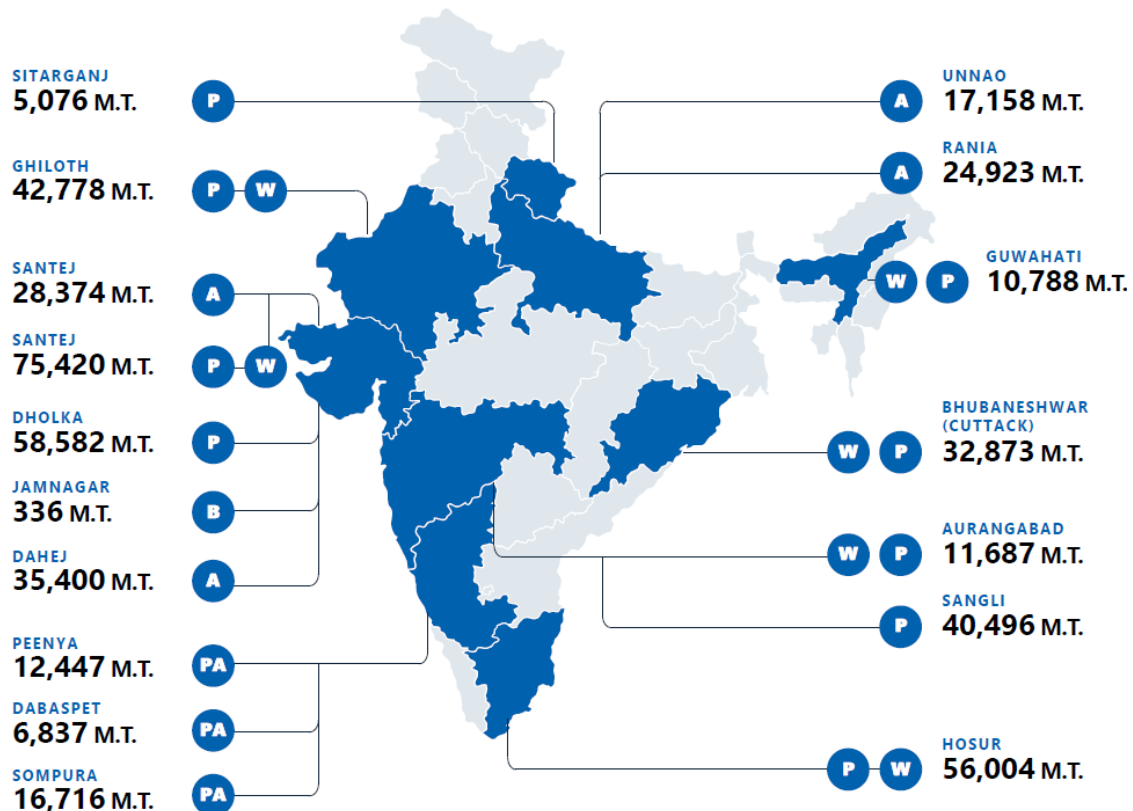 SITARGANJ
5,076 M.T.
P
GHILOTH
42,778 M.T.
P W
SANTEJ
28,374 M.T.
A
SANTEJ
75,420 M.T.
P W
DHOLKA
58,582 M.T.
P
JAMNAGAR
336 M.T.
B
DAHEJ
35,400 M.T.
A
PEENYA
12,447 M.T.
PA
DABASPET
6,837 M.T.
PA
SOMPURA
16,716 M.T.
PA
UNNAO
A
17,158 M.T.
RANIA
A
24,923 M.T.
GUWAHATI
W P
10,788 M.T.
BHUBANESHWAR
(CUTTACK)
W P
32,873 M.T.
AURANGABAD
W P
11,687 M.T.
SANGLI
P
40,496 M.T.
HOSUR
P W
56,004 M.T.